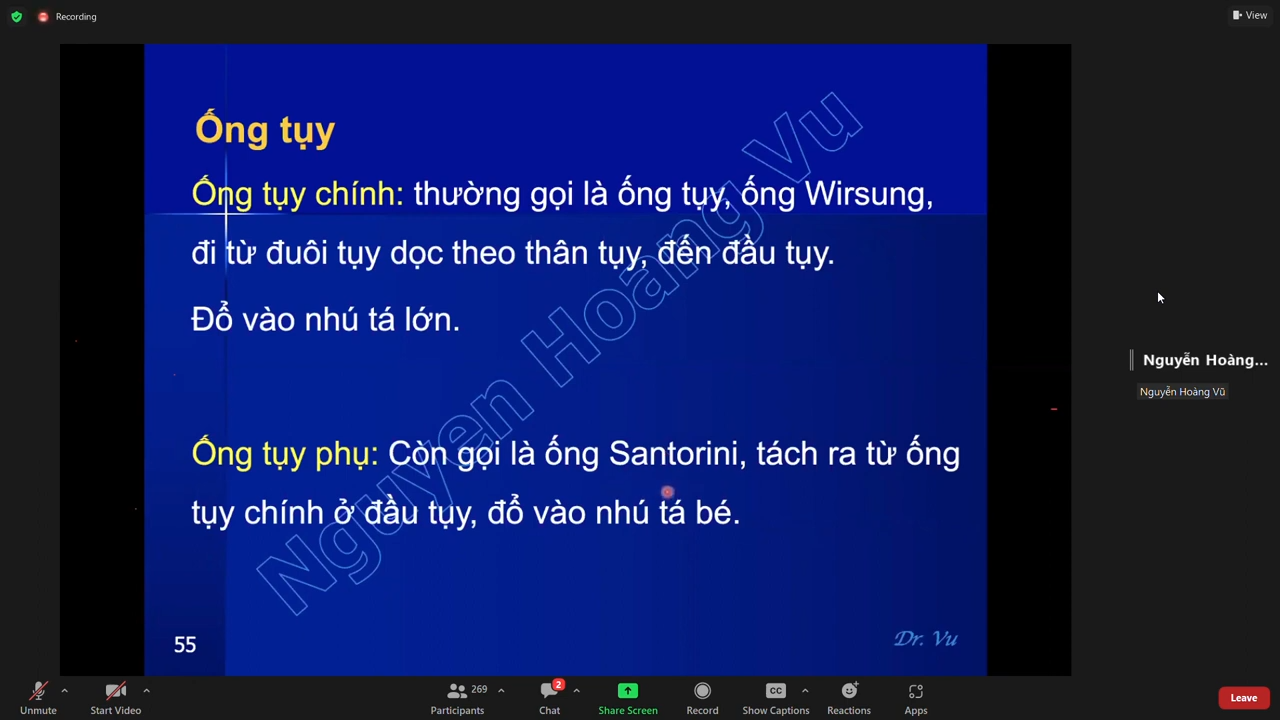 Recording
View
Nguyen Hoang Vu
Ống tụy
Ống tụy chính: thường gọi là ống tụy, ống Wirsung,
đi từ đuôi tụy dọc theo thân tụy, đến đầu tụy.
Đổ vào nhú tá lớn.
Ống tụy phụ: Còn gọi là ống Santorini, tách ra từ ống
tụy chính ở đầu tụy, đổ vào nhú tá bé.
55
Dr. Vu
Nguyễn Hoàng...
Nguyễn Hoàng Vũ
Unmute
Start Video
269
Participants
2
Chat
Share Screen
Record
CC
Show Captions
Reactions
Apps
Leave